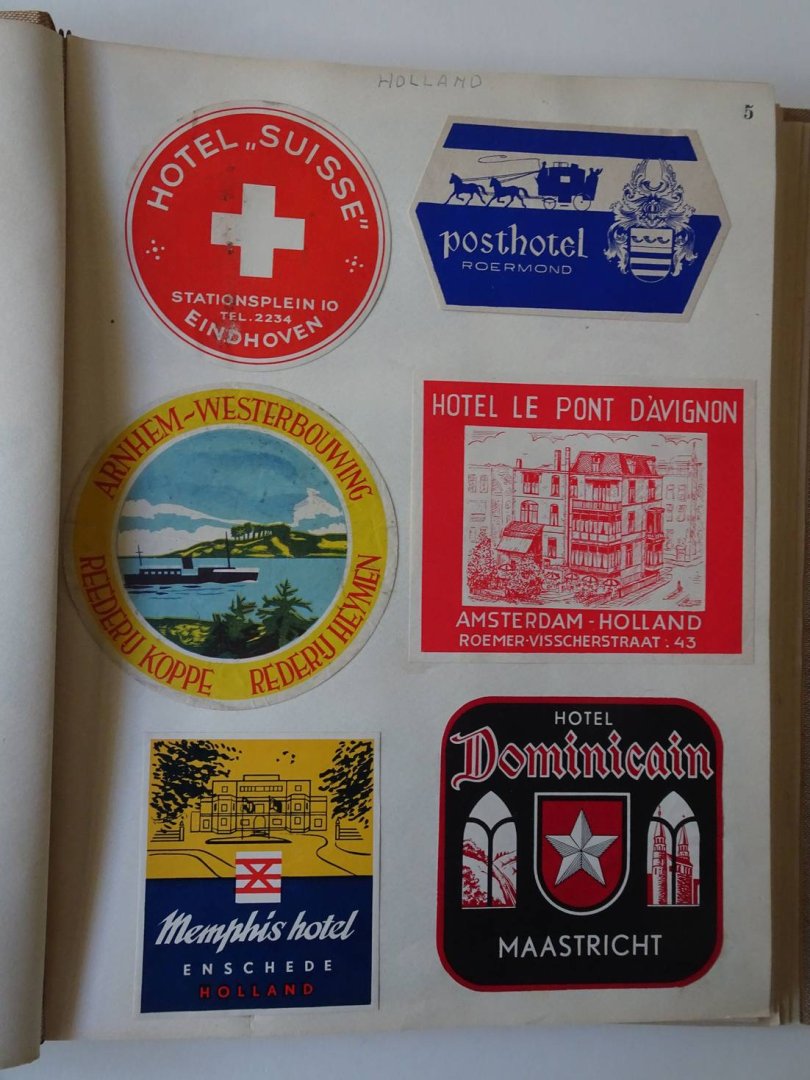 HOLLAND
5
HOTEL „SUISSE”
STATIONSPLEIN 10
TEL. 2234
EINDHOVEN
posthotel
ROERMOND
ARNHEM~WESTERBOUWING
REEDERIJ KOPPE REDERIJ HEYMEN
HOTEL LE PONT D'AVIGNON
AMSTERDAM - HOLLAND
ROEMER-VISSCHERSTRAAT : 43
Memphis hotel
ENSCHEDE
HOLLAND
HOTEL
Dominicain
MAASTRICHT